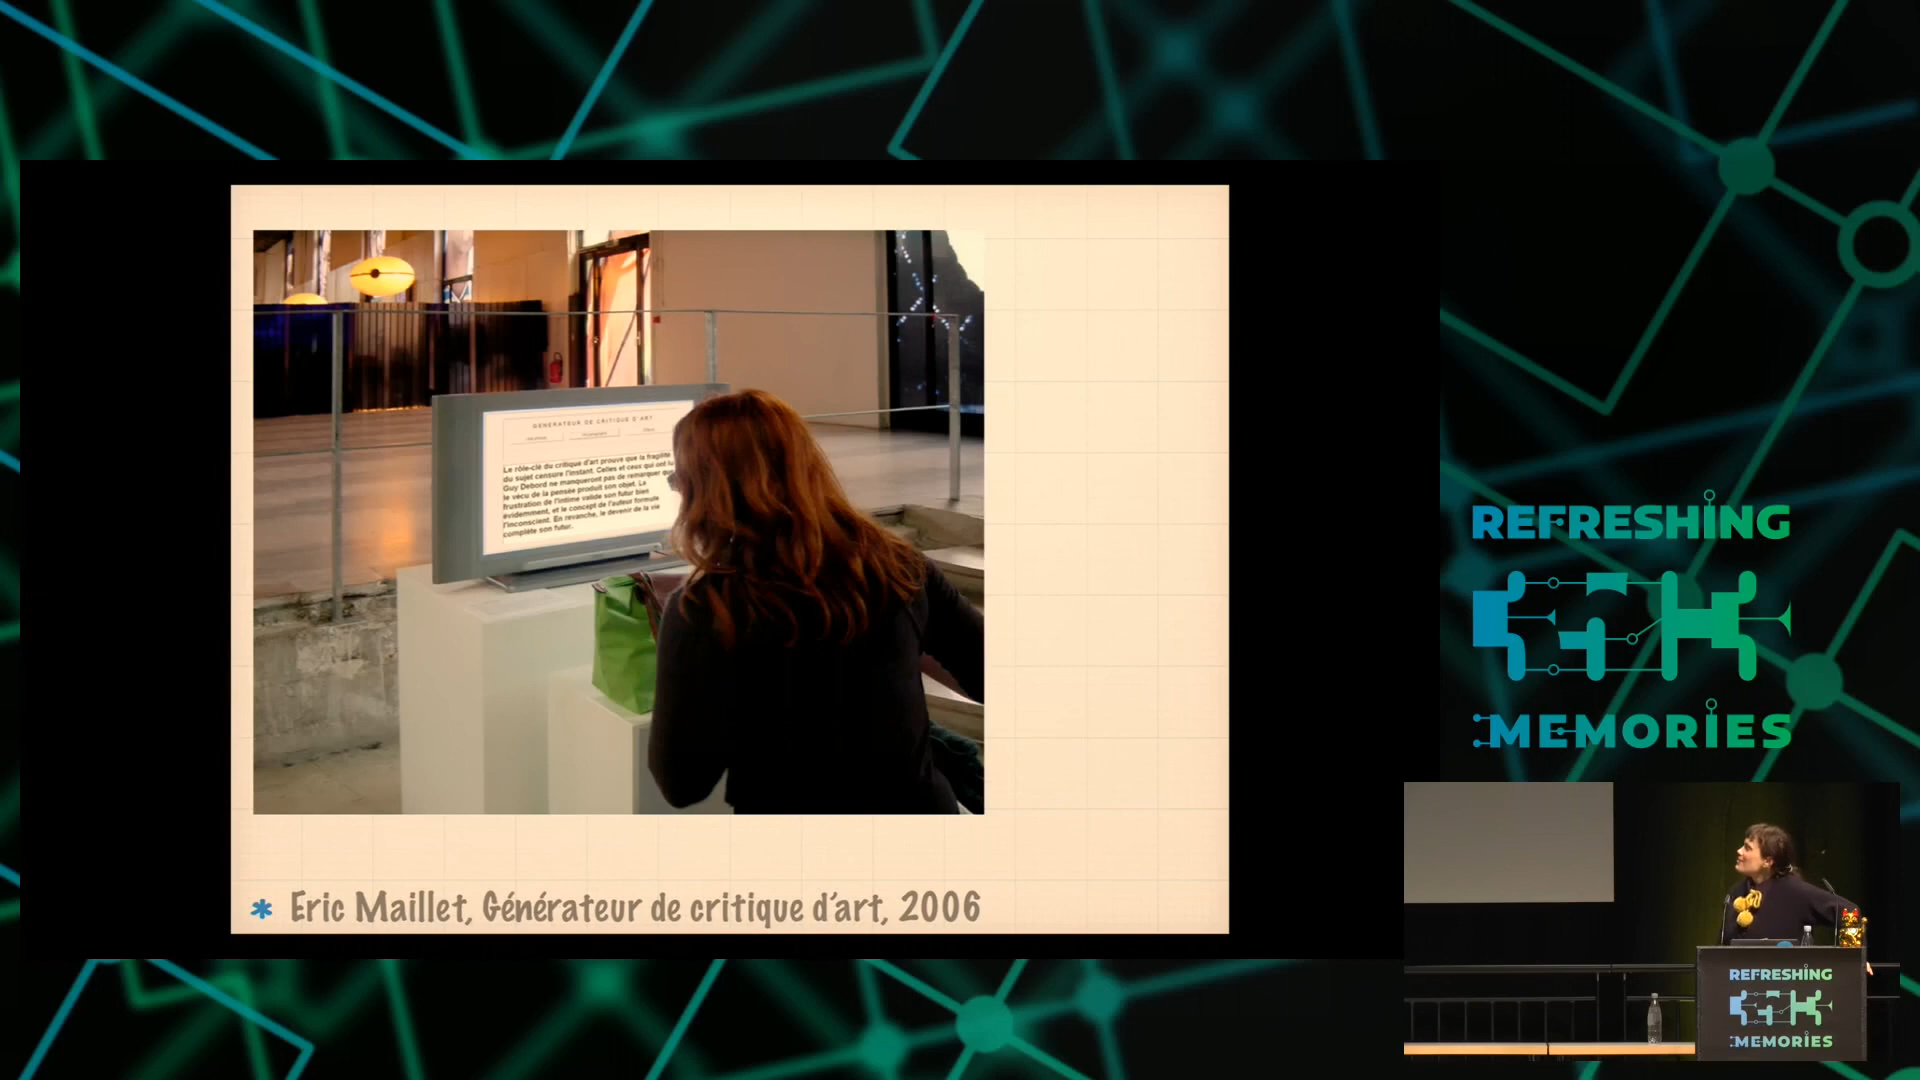 GÉNÉRATEUR DE CRITIQUE D'ART
Le rôle-clé du critique d'art prouve que la fragilité
du sujet censure l'instant. Celles et ceux qui ont lu
Guy Debord ne manqueront pas de remarquer que
le vécu de la pensée produit son objet. La
frustration de l'intime valide son futur bien
évidemment, et le concept de l'auteur formule
l'inconscient. En revanche, le devenir de la vie
complète son futur.
* Eric Maillet, Générateur de critique d'art, 2006
REFRESHING
MEMORIES
REFRESHING
MEMORIES